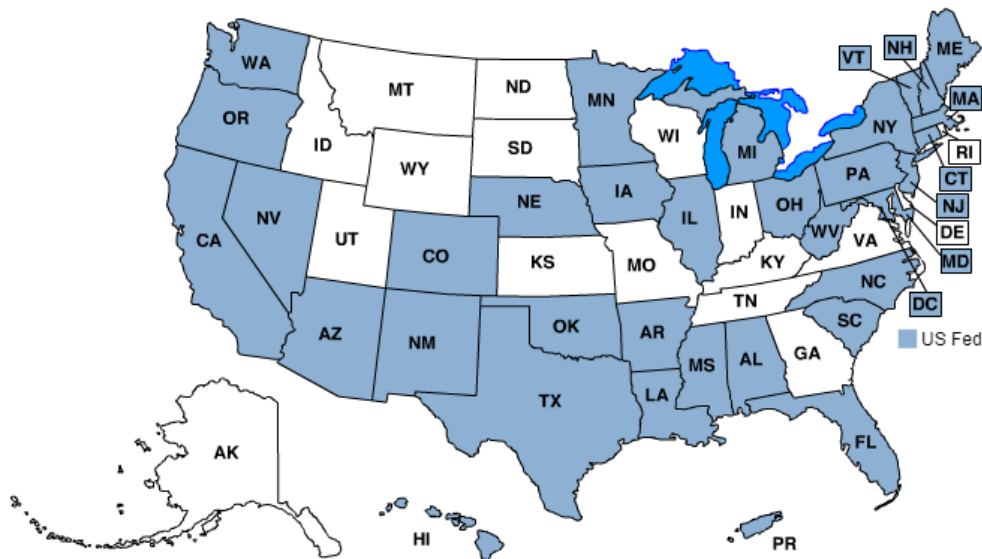 WA
OR
CA
NV
ID
MT
WY
UT
CO
AZ
NM
ND
SD
NE
KS
OK
TX
MN
IA
MO
AR
LA
WI
IL
MI
IN
OH
KY
TN
MS
AL
GA
FL
SC
NC
VA
WV
PA
NY
VT
NH
ME
MA
RI
CT
NJ
DE
MD
DC
US Fed
AK
HI
PR